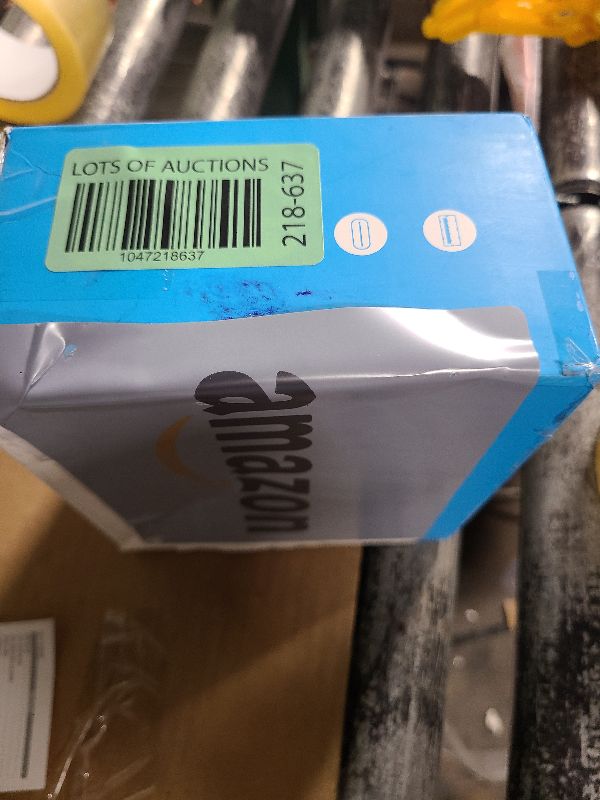 LOTS OF AUCTIONS
1047218637
218-637
amazon